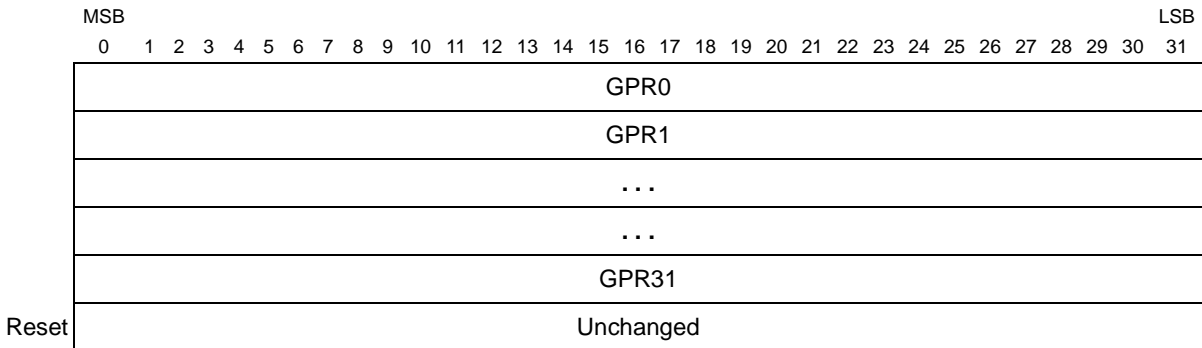 MSB LSB
0 1 2 3 4 5 6 7 8 9 10 11 12 13 14 15 16 17 18 19 20 21 22 23 24 25 26 27 28 29 30 31
GPR0
GPR1
. . .
. . .
GPR31
Reset Unchanged